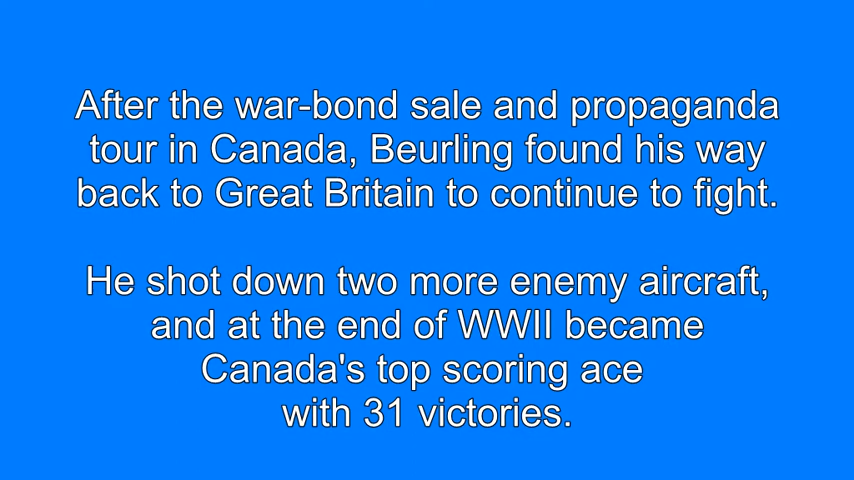 After the war-bond sale and propaganda
tour in Canada, Beurling found his way
back to Great Britain to continue to fight.
He shot down two more enemy aircraft,
and at the end of WWII became
Canada's top scoring ace
with 31 victories.